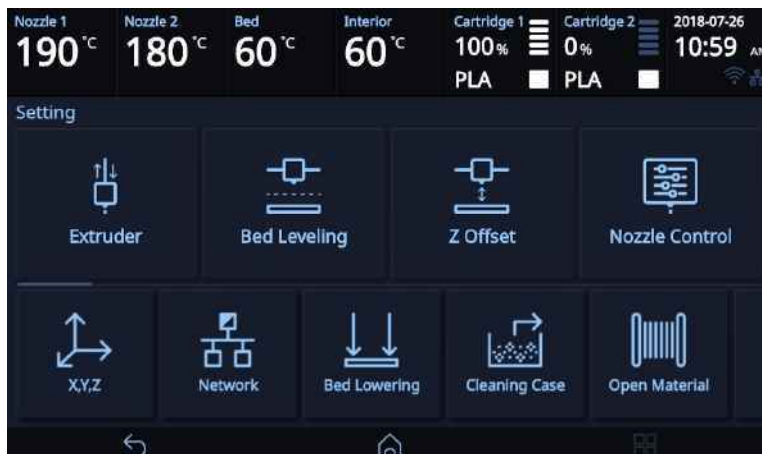 Nozzle 1 Nozzle 2 Bed Interior Cartridge 1 Cartridge 2 2018-07-26
190℃ 180℃ 60℃ 60℃ 100% 0% 10:59 AM
PLA PLA
Setting
Extruder Bed Leveling Z Offset Nozzle Control
X,Y,Z Network Bed Lowering Cleaning Case Open Material